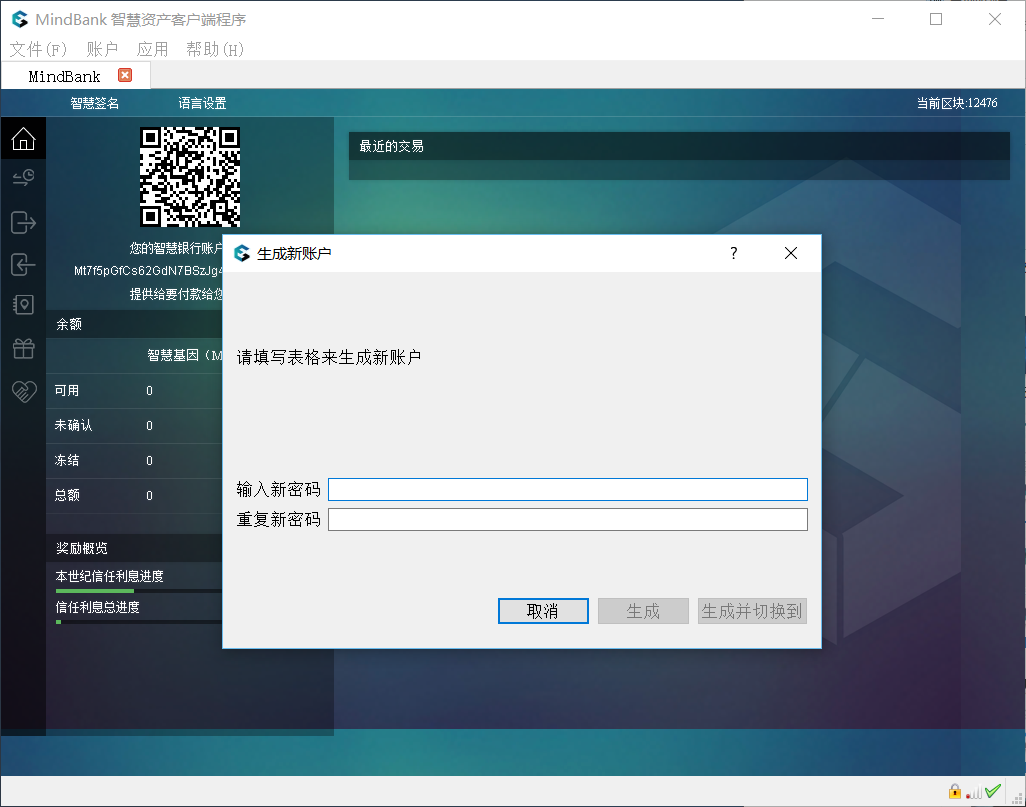 MindBank 智慧资产客户端程序
文件(F) 账户 应用 帮助(H)
MindBank
智慧签名 语言设置 当前区块:12476
最近的交易
您的智慧银行账户
Mt7f5pGfCs62GdN7BSzJg4
提供给要付款给您
余额
智慧基因（M
可用 0
未确认 0
冻结 0
总额 0
奖励概览
本世纪信任利息进度
信任利息总进度
生成新账户
?
请填写表格来生成新账户
输入新密码
重复新密码
取消 生成 生成并切换到